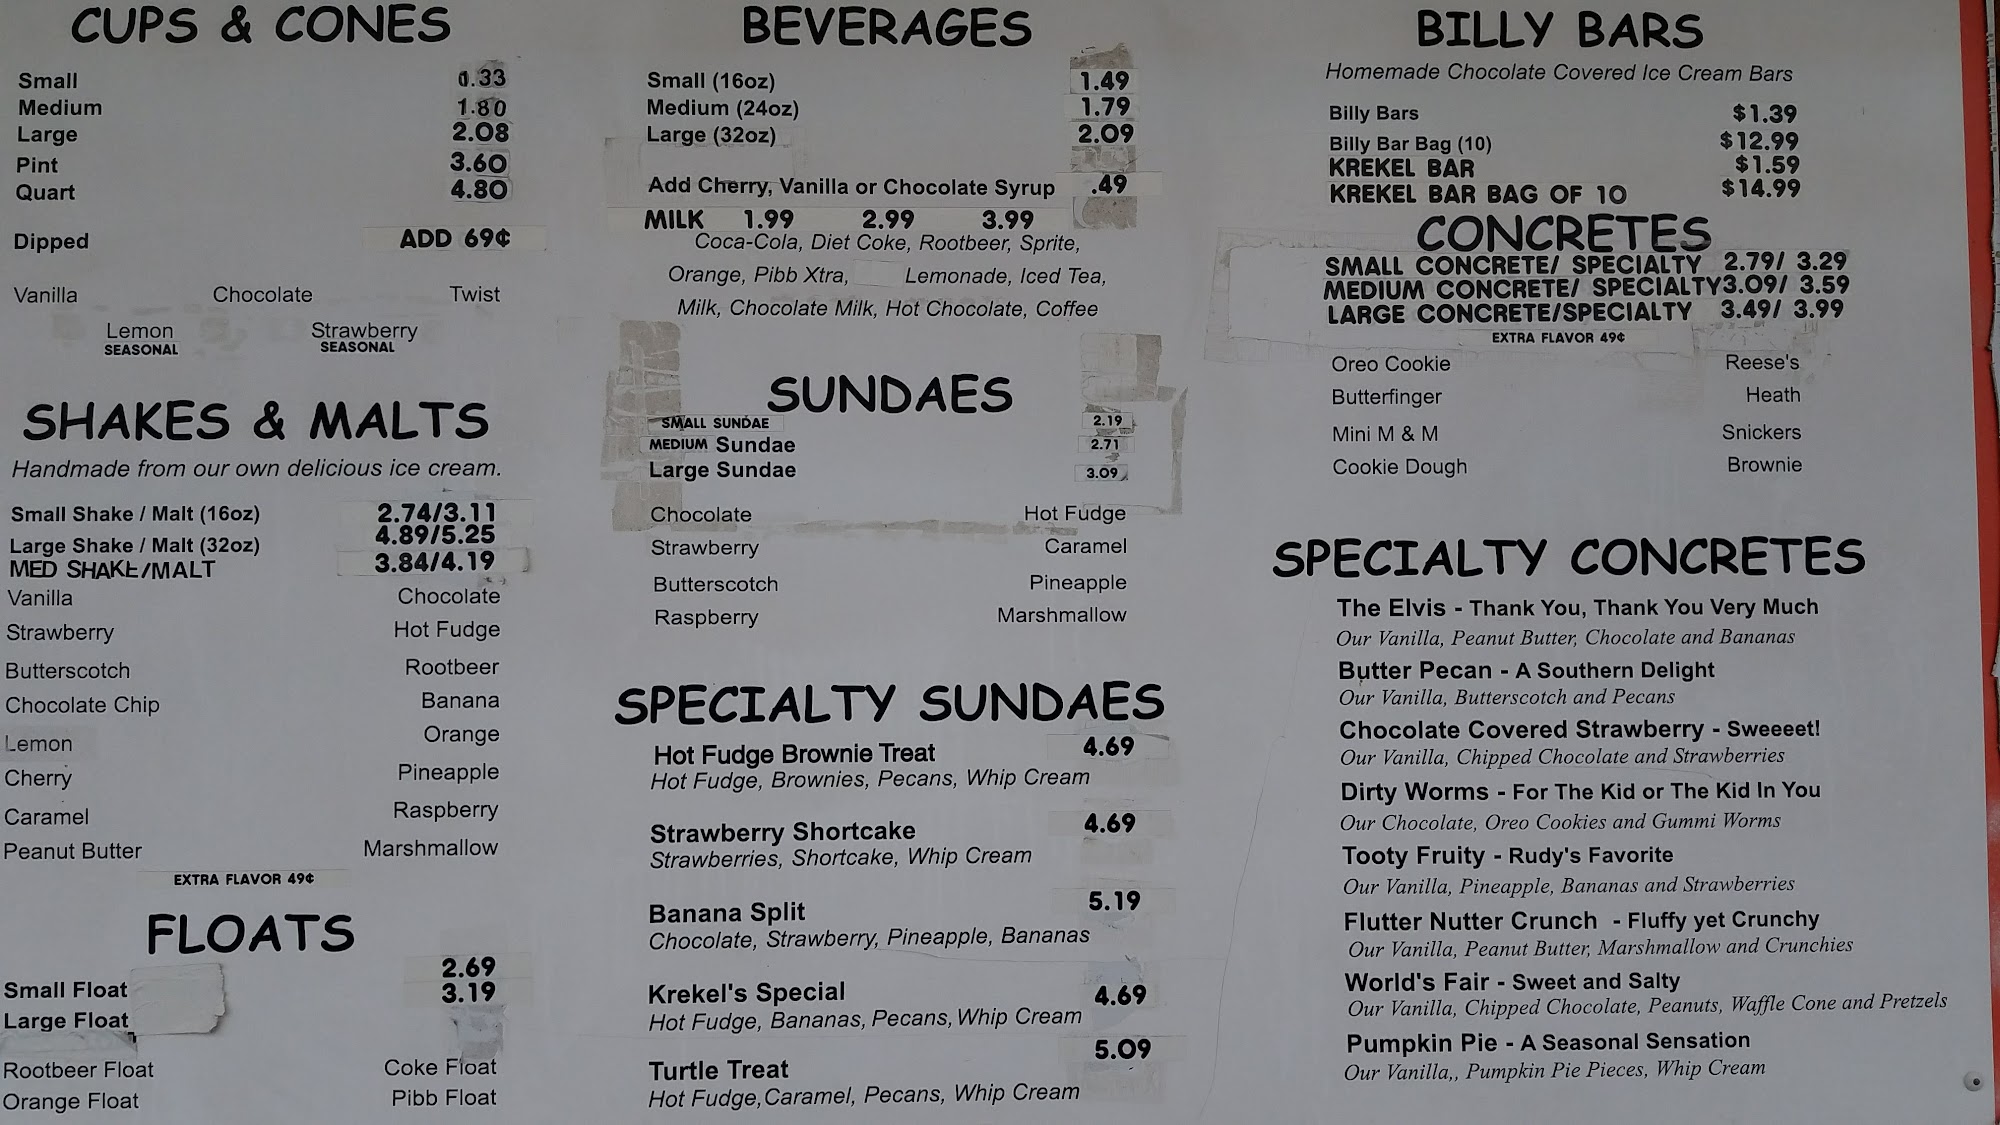 CUPS & CONES
Small 1.33
Medium 1.80
Large 2.08
Pint 3.60
Quart 4.80
Dipped ADD 69¢
Vanilla Chocolate Twist
Lemon Strawberry
SEASONAL SEASONAL
SHAKES & MALTS
Handmade from our own delicious ice cream.
Small Shake / Malt (16oz) 2.74/3.11
Large Shake / Malt (32oz) 4.89/5.25
MED SHAKE/MALT 3.84/4.19
Vanilla Chocolate
Strawberry Hot Fudge
Butterscotch Rootbeer
Chocolate Chip Banana
Lemon Orange
Cherry Pineapple
Caramel Raspberry
Peanut Butter Marshmallow
EXTRA FLAVOR 49¢
FLOATS
Small Float 2.69
Large Float 3.19
Rootbeer Float Coke Float
Orange Float Pibb Float
BEVERAGES
Small (16oz) 1.49
Medium (24oz) 1.79
Large (32oz) 2.09
Add Cherry, Vanilla or Chocolate Syrup .49
MILK 1.99 2.99 3.99
Coca-Cola, Diet Coke, Rootbeer, Sprite,
Orange, Pibb Xtra, Lemonade, Iced Tea,
Milk, Chocolate Milk, Hot Chocolate, Coffee
SUNDAES
SMALL SUNDAE 2.19
MEDIUM Sundae 2.71
Large Sundae 3.09
Chocolate Hot Fudge
Strawberry Caramel
Butterscotch Pineapple
Raspberry Marshmallow
SPECIALTY SUNDAES
Hot Fudge Brownie Treat 4.69
Hot Fudge, Brownies, Pecans, Whip Cream
Strawberry Shortcake 4.69
Strawberries, Shortcake, Whip Cream
Banana Split 5.19
Chocolate, Strawberry, Pineapple, Bananas
Krekel's Special 4.69
Hot Fudge, Bananas, Pecans, Whip Cream
Turtle Treat 5.09
Hot Fudge, Caramel, Pecans, Whip Cream
BILLY BARS
Homemade Chocolate Covered Ice Cream Bars
Billy Bars $1.39
Billy Bar Bag (10) $12.99
KREKEL BAR $1.59
KREKEL BAR BAG OF 10 $14.99
CONCRETES
SMALL CONCRETE/ SPECIALTY 2.79/ 3.29
MEDIUM CONCRETE/ SPECIALTY 3.09/ 3.59
LARGE CONCRETE/SPECIALTY 3.49/ 3.99
EXTRA FLAVOR 49¢
Oreo Cookie Reese's
Butterfinger Heath
Mini M & M Snickers
Cookie Dough Brownie
SPECIALTY CONCRETES
The Elvis - Thank You, Thank You Very Much
Our Vanilla, Peanut Butter, Chocolate and Bananas
Butter Pecan - A Southern Delight
Our Vanilla, Butterscotch and Pecans
Chocolate Covered Strawberry - Sweeeet!
Our Vanilla, Chipped Chocolate and Strawberries
Dirty Worms - For The Kid or The Kid In You
Our Chocolate, Oreo Cookies and Gummi Worms
Tooty Fruity - Rudy's Favorite
Our Vanilla, Pineapple, Bananas and Strawberries
Flutter Nutter Crunch - Fluffy yet Crunchy
Our Vanilla, Peanut Butter, Marshmallow and Crunchies
World's Fair - Sweet and Salty
Our Vanilla, Chipped Chocolate, Peanuts, Waffle Cone and Pretzels
Pumpkin Pie - A Seasonal Sensation
Our Vanilla,, Pumpkin Pie Pieces, Whip Cream